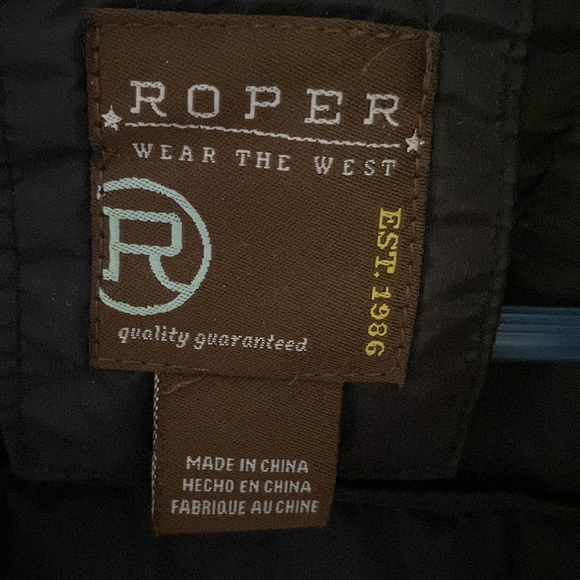 ROPER
WEAR THE WEST
R
EST. 1986
quality guaranteed
MADE IN CHINA
HECHO EN CHINA
FABRIQUE AU CHINE